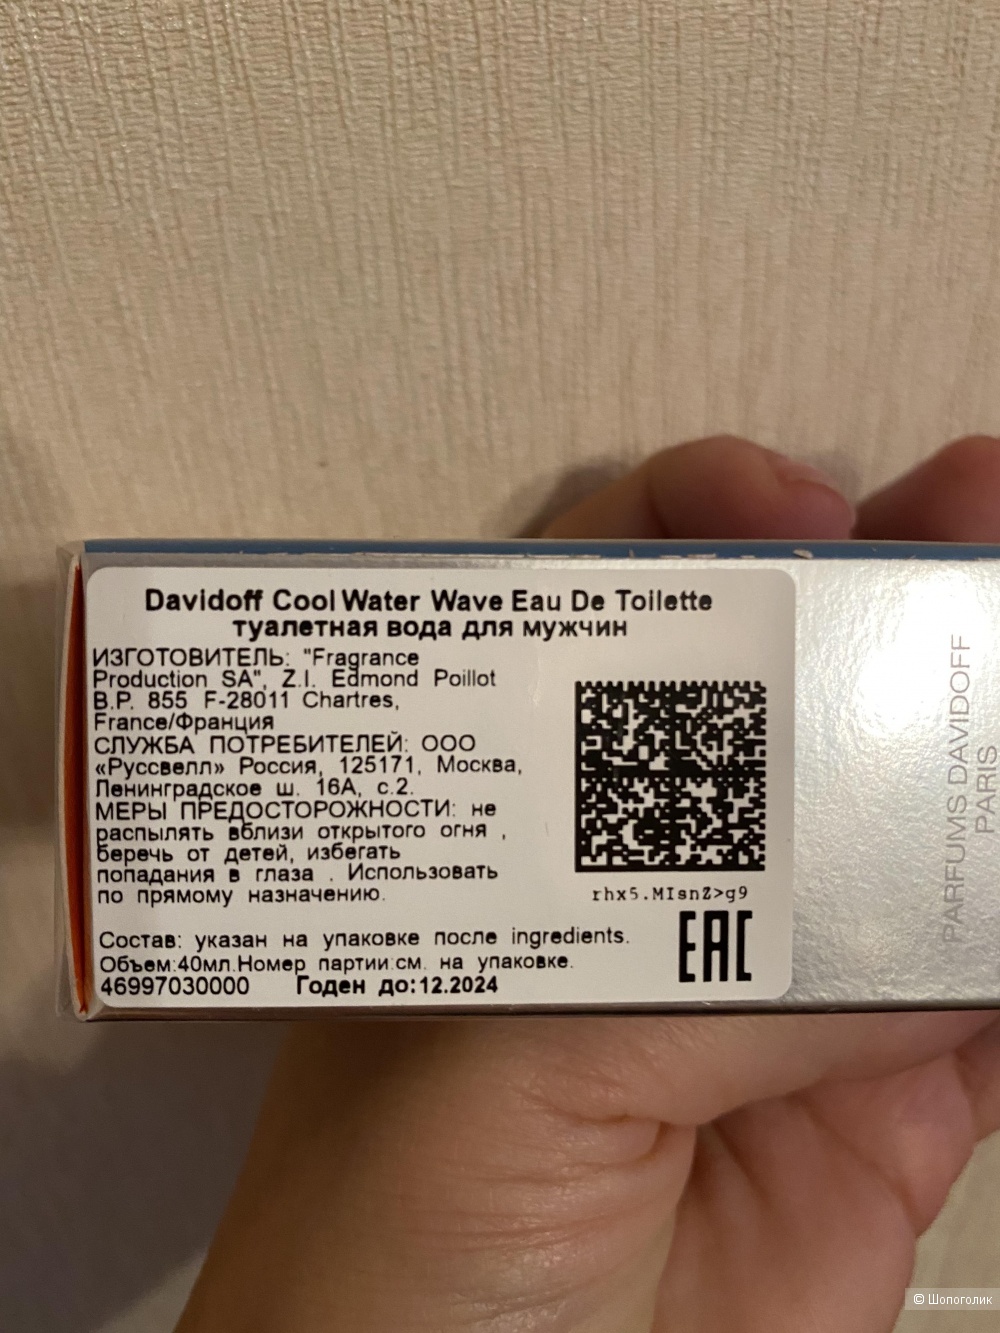 Davidoff Cool Water Wave Eau De Toilette
туалетная вода для мужчин
ИЗГОТОВИТЕЛЬ: "Fragrance
Production SA", Z.I. Edmond Poillot
B.P. 855 F-28011 Chartres,
France/Франция
СЛУЖБА ПОТРЕБИТЕЛЕЙ: ООО
«Руссвелл» Россия, 125171, Москва,
Ленинградское ш. 16А, с.2.
МЕРЫ ПРЕДОСТОРОЖНОСТИ: не
распылять вблизи открытого огня ,
беречь от детей, избегать
попадания в глаза . Использовать
по прямому назначению.
rhx5.MIsnZ>g9
Состав: указан на упаковке после ingredients.
Объем:40мл.Номер партии:см. на упаковке.
46997030000 Годен до:12.2024
EAC
PARFUMS DAVIDOFF
PARIS
© Шопоголик